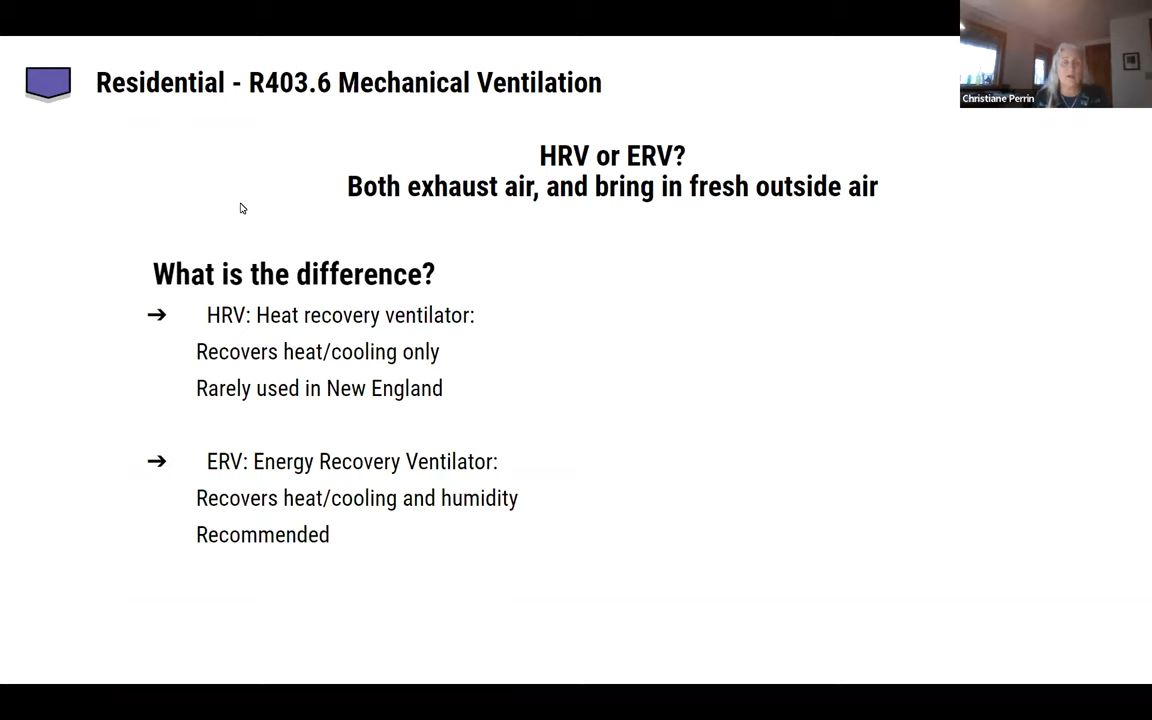 Residential - R403.6 Mechanical Ventilation
Christiane Perrin
HRV or ERV?
Both exhaust air, and bring in fresh outside air
What is the difference?
➔ HRV: Heat recovery ventilator:
Recovers heat/cooling only
Rarely used in New England
➔ ERV: Energy Recovery Ventilator:
Recovers heat/cooling and humidity
Recommended